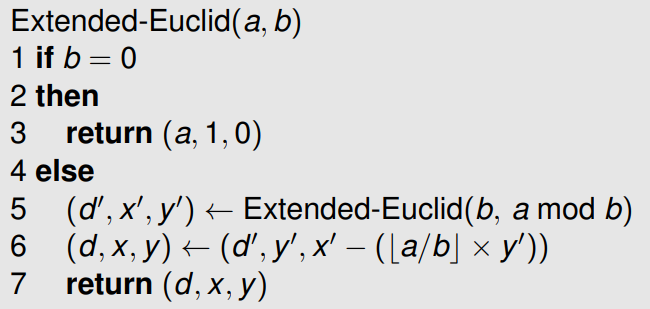 Extended-Euclid(a, b)
1 if b = 0
2 then
3 return (a, 1, 0)
4 else
5 (d′, x′, y′) ← Extended-Euclid(b, a mod b)
6 (d, x, y) ← (d′, y′, x′ − (⌊a/b⌋ × y′))
7 return (d, x, y)